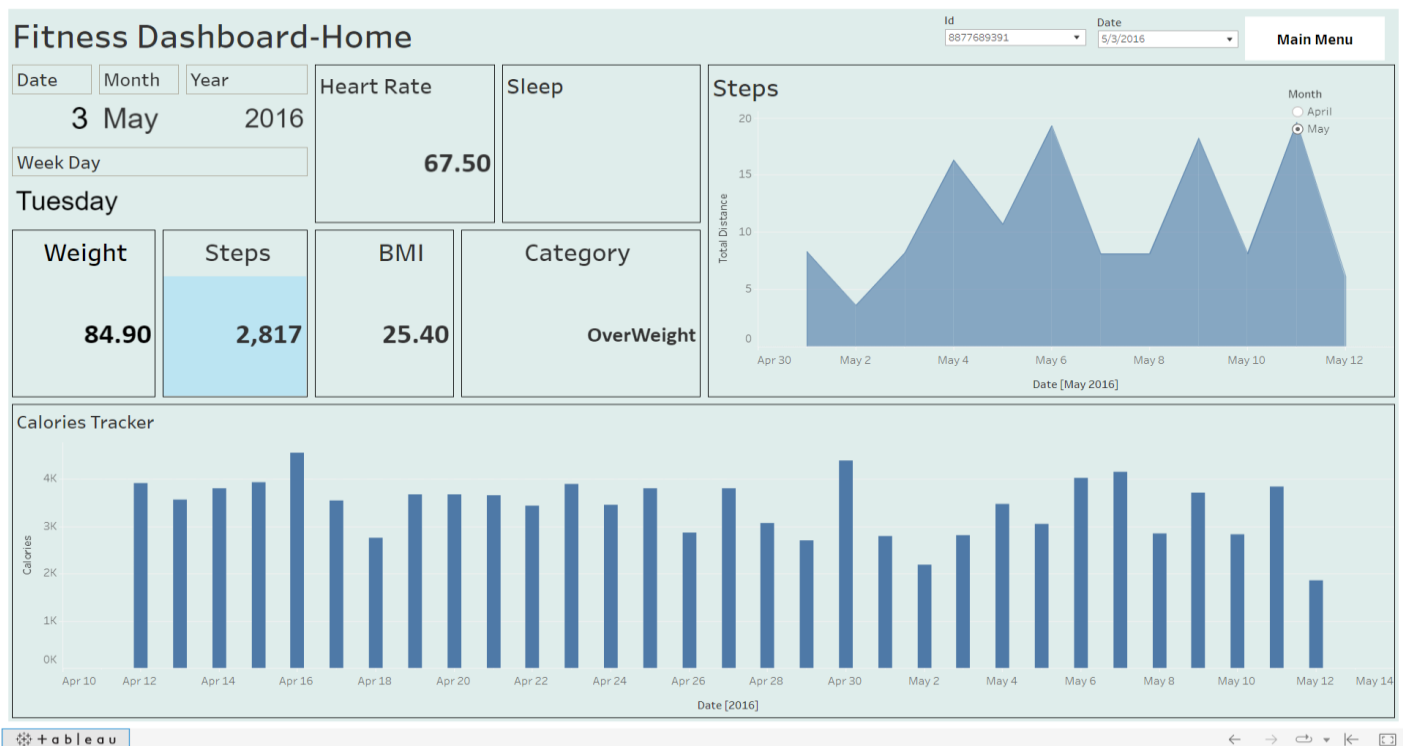 Fitness Dashboard-Home
Id
8877689391
Date
5/3/2016
Main Menu
Date
Month
Year
3
May
2016
Week Day
Tuesday
Heart Rate
67.50
Sleep
Weight
84.90
Steps
2,817
BMI
25.40
Category
OverWeight
Steps
Month
April
May
20
15
10
5
0
Total Distance
Apr 30
May 2
May 4
May 6
May 8
May 10
May 12
Date [May 2016]
Calories Tracker
4K
3K
2K
1K
0K
Calories
Apr 10
Apr 12
Apr 14
Apr 16
Apr 18
Apr 20
Apr 22
Apr 24
Apr 26
Apr 28
Apr 30
May 2
May 4
May 6
May 8
May 10
May 12
May 14
Date [2016]
+ a b l e a u